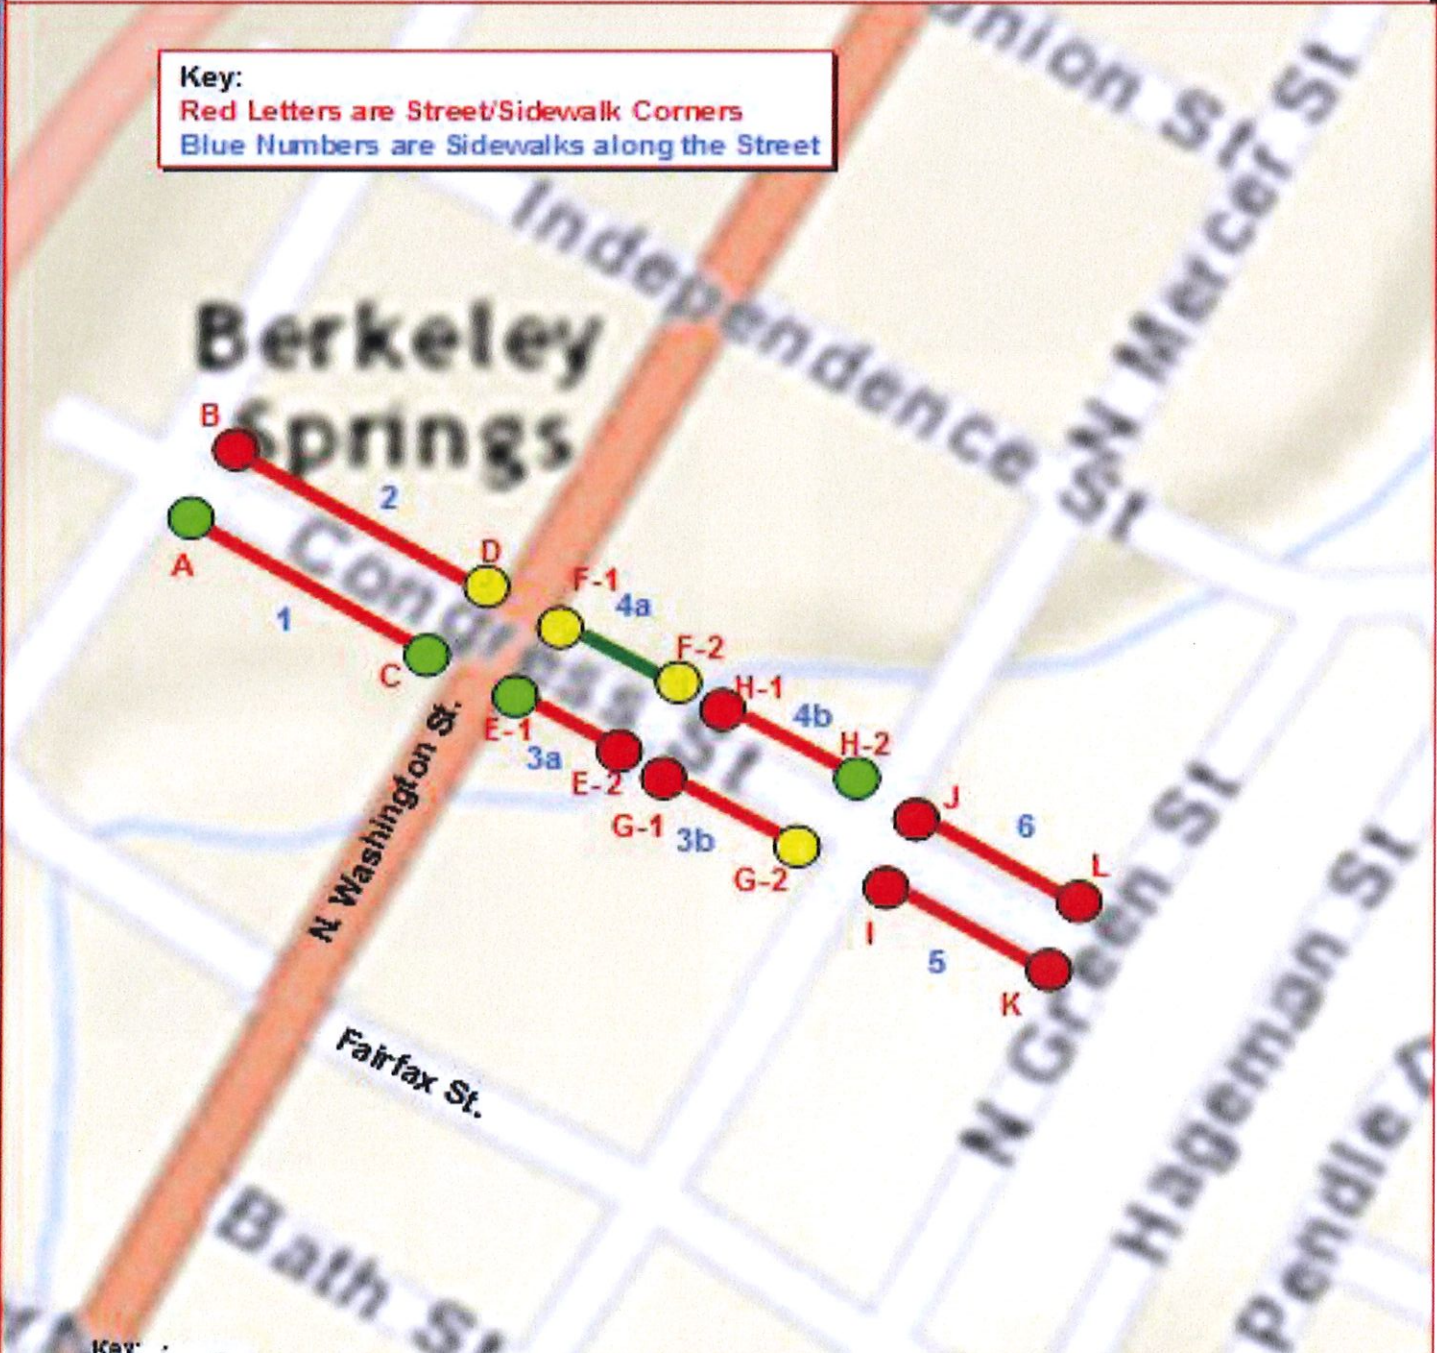 Key:
Red Letters are Street/Sidewalk Corners
Blue Numbers are Sidewalks along the Street
Union St
N Mercer St
Independence St
Berkeley
Springs
B
2
A
D
1
C
Congress St
F-1
4a
F-2
H-1
4b
H-2
E-1
3a
E-2
G-1
3b
G-2
J
6
L
I
5
K
N Washington St.
N Green St
Hageman St
Fairfax St.
Bath St
Pendle
Key: